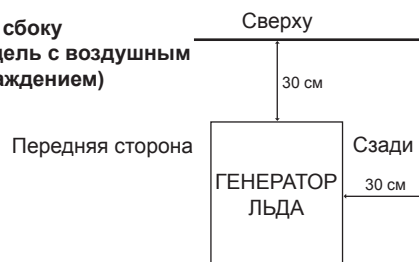 сбоку
Сверху
дель с воздушным
аждением)
30 см
Передняя сторона
Сзади
ГЕНЕРАТОР
ЛЬДА
30 см